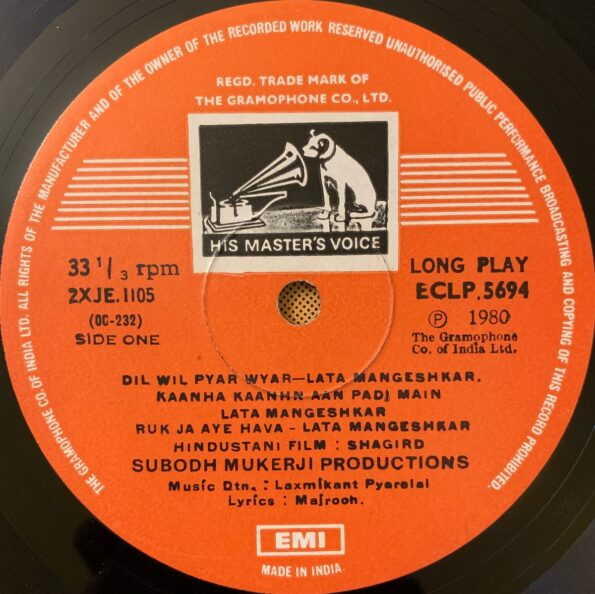 THE GRAMOPHONE CO. OF INDIA LTD. ALL RIGHTS OF THE MANUFACTURER AND OF THE OWNER OF THE RECORDED WORK RESERVED UNAUTHORISED PUBLIC PERFORMANCE BROADCASTING AND COPYING OF THIS RECORD PROHIBITED.
REGD. TRADE MARK OF
THE GRAMOPHONE CO., LTD.
HIS MASTER'S VOICE
33 1/3 rpm
2XJE.1105
(OC-232)
SIDE ONE
LONG PLAY
ECLP.5694
℗ 1980
The Gramophone
Co. of India Ltd.
DIL WIL PYAR WYAR—LATA MANGESHKAR.
KAANHA KAANHN AAN PADI MAIN
LATA MANGESHKAR
RUK JA AYE HAVA - LATA MANGESHKAR
HINDUSTANI FILM : SHAGIRD
SUBODH MUKERJI PRODUCTIONS
Music Dtn. : Laxmikant Pyarelal
Lyrics : Majrooh.
EMI
MADE IN INDIA.